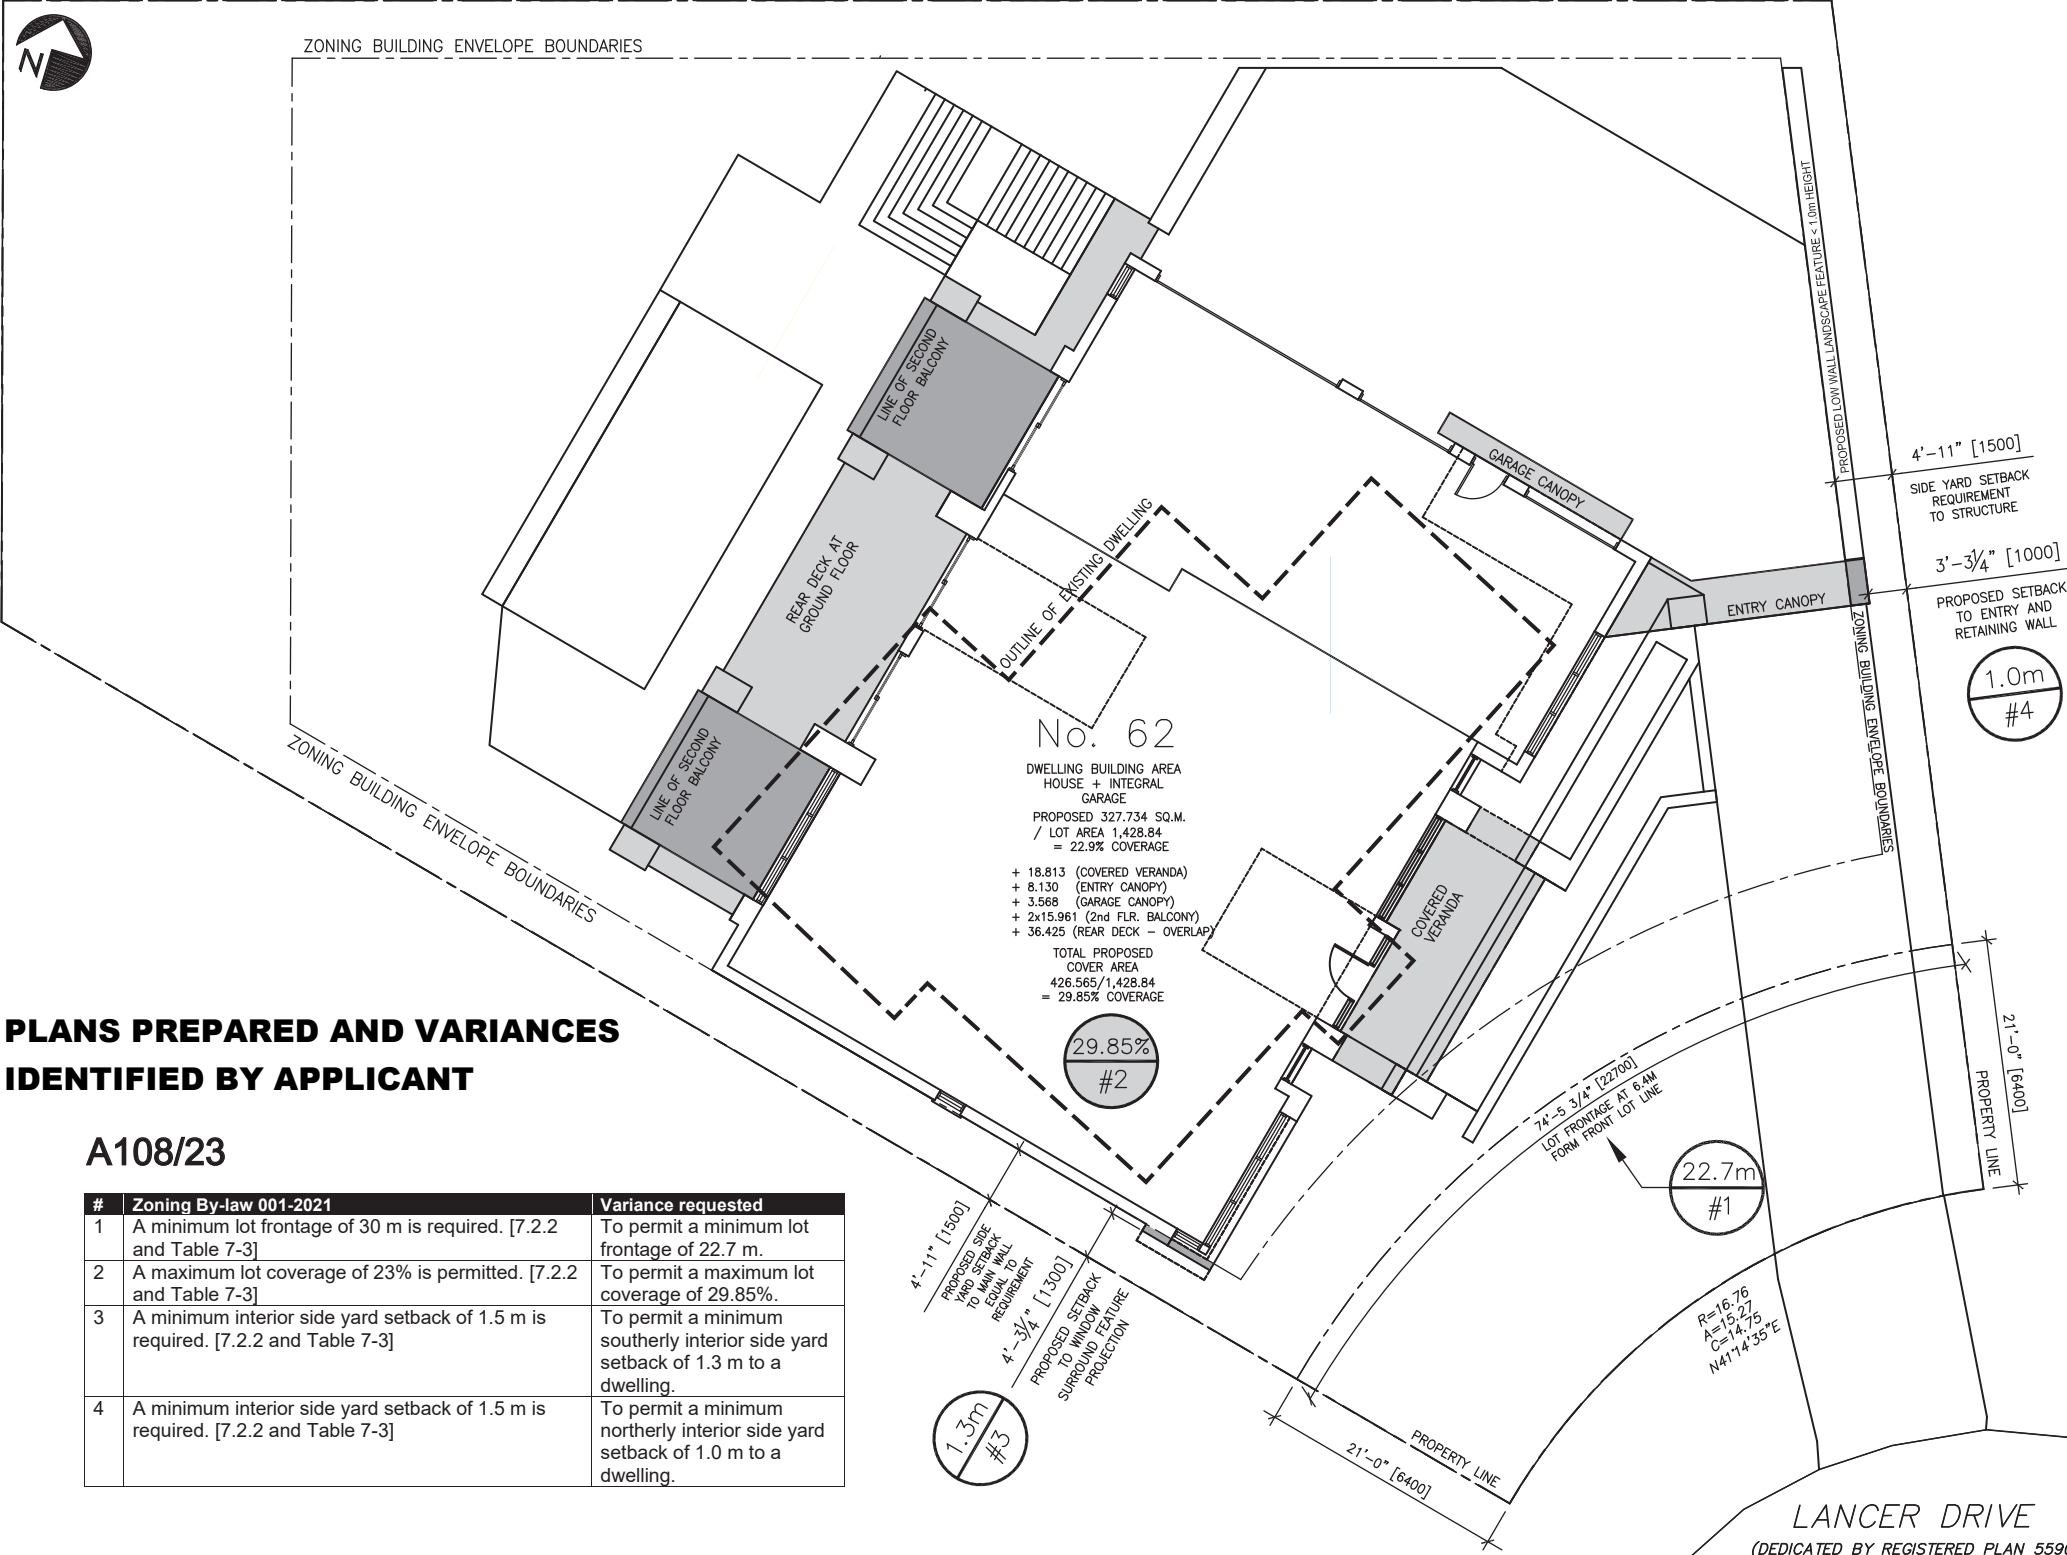 N
ZONING BUILDING ENVELOPE BOUNDARIES
PROPOSED LOW WALL LANDSCAPE FEATURE < 1.0m HEIGHT
LINE OF SECOND
FLOOR BALCONY
GARAGE CANOPY
4'-11" [1500]
SIDE YARD SETBACK
REQUIREMENT
TO STRUCTURE
3'-3¼" [1000]
PROPOSED SETBACK
TO ENTRY AND
RETAINING WALL
1.0m
#4
ENTRY CANOPY
ZONING BUILDING ENVELOPE BOUNDARIES
REAR DECK AT
GROUND FLOOR
OUTLINE OF EXISTING DWELLING
LINE OF SECOND
FLOOR BALCONY
ZONING BUILDING ENVELOPE BOUNDARIES
No. 62
DWELLING BUILDING AREA
HOUSE + INTEGRAL
GARAGE
PROPOSED 327.734 SQ.M.
/ LOT AREA 1,428.84
= 22.9% COVERAGE
+ 18.813 (COVERED VERANDA)
+ 8.130 (ENTRY CANOPY)
+ 3.568 (GARAGE CANOPY)
+ 2x15.961 (2nd FLR. BALCONY)
+ 36.425 (REAR DECK – OVERLAP)
TOTAL PROPOSED
COVER AREA
426.565/1,428.84
= 29.85% COVERAGE
29.85%
#2
COVERED
VERANDA
74'-5 3/4" [22700]
LOT FRONTAGE AT 6.4M
FORM FRONT LOT LINE
22.7m
#1
21'-0" [6400]
PROPERTY LINE
R=16.76
A=15.27
C=14.75
N41°14'35"E
PLANS PREPARED AND VARIANCES
IDENTIFIED BY APPLICANT
A108/23
# Zoning By-law 001-2021 Variance requested
1 A minimum lot frontage of 30 m is required. [7.2.2 and Table 7-3] To permit a minimum lot frontage of 22.7 m.
2 A maximum lot coverage of 23% is permitted. [7.2.2 and Table 7-3] To permit a maximum lot coverage of 29.85%.
3 A minimum interior side yard setback of 1.5 m is required. [7.2.2 and Table 7-3] To permit a minimum southerly interior side yard setback of 1.3 m to a dwelling.
4 A minimum interior side yard setback of 1.5 m is required. [7.2.2 and Table 7-3] To permit a minimum northerly interior side yard setback of 1.0 m to a dwelling.
4'-11" [1500]
PROPOSED SIDE
YARD SETBACK
TO MAIN WALL
EQUAL TO
REQUIREMENT
4'-3¼" [1300]
PROPOSED SETBACK
TO WINDOW
SURROUND FEATURE
PROJECTION
1.3m
#3
21'-0" [6400]
PROPERTY LINE
LANCER DRIVE
(DEDICATED BY REGISTERED PLAN